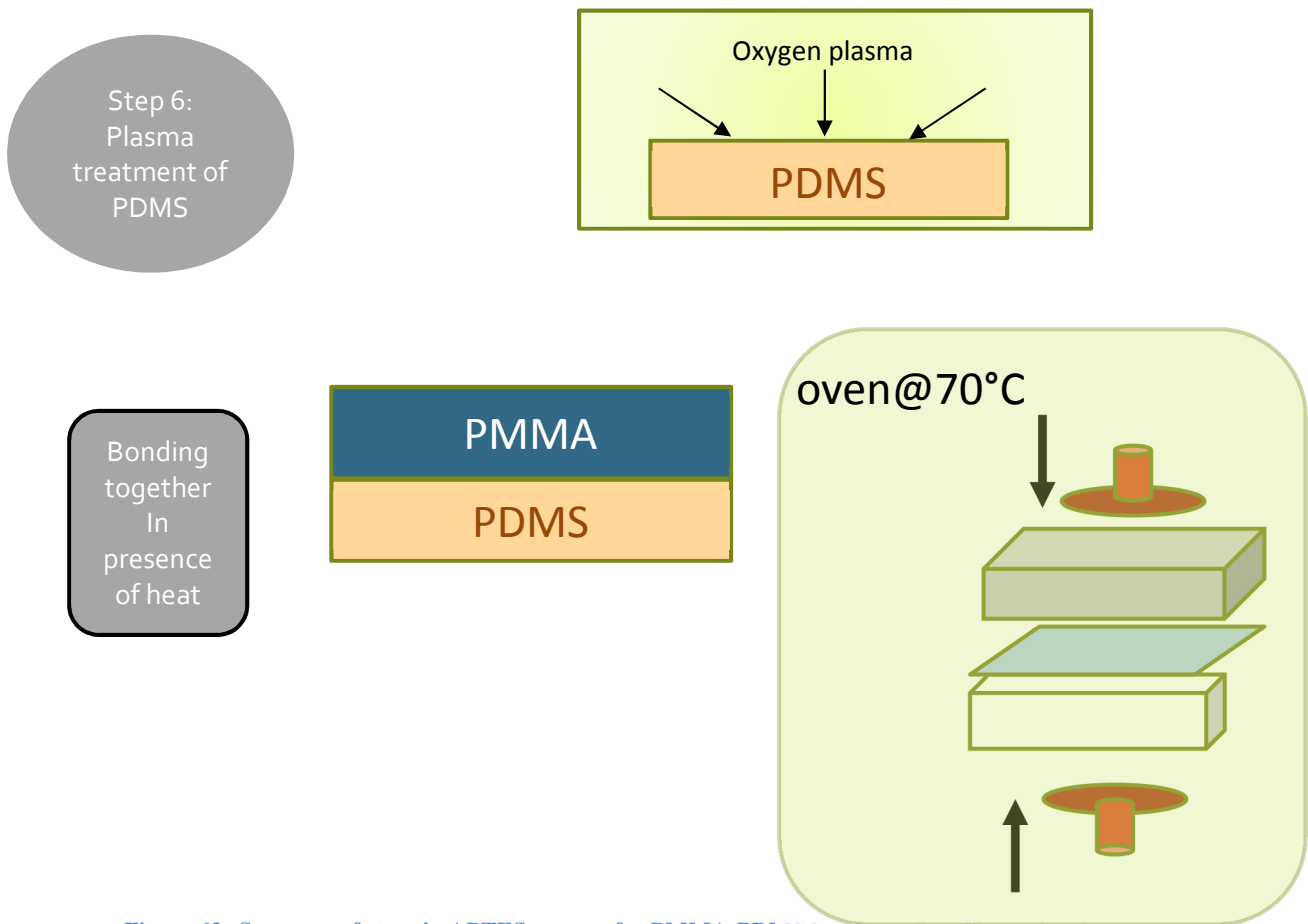 Step 6:
Plasma
treatment of
PDMS
Oxygen plasma
PDMS
Bonding
together
In
presence
of heat
PMMA
PDMS
oven@70°C